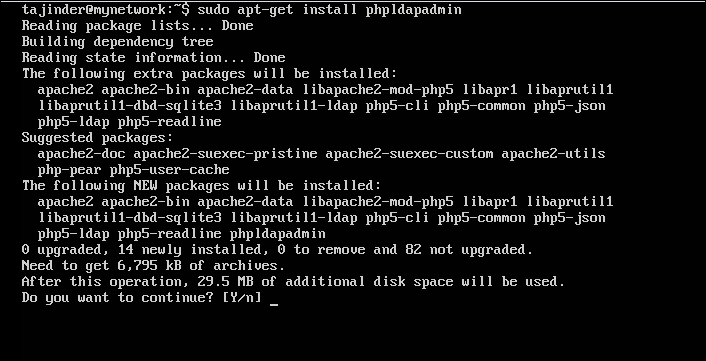 tajinder@mynetwork:~$ sudo apt-get install phpldapadmin
Reading package lists... Done
Building dependency tree
Reading state information... Done
The following extra packages will be installed:
  apache2 apache2-bin apache2-data libapache2-mod-php5 libapr1 libaprutil1
  libaprutil1-dbd-sqlite3 libaprutil1-ldap php5-cli php5-common php5-json
  php5-ldap php5-readline
Suggested packages:
  apache2-doc apache2-suexec-pristine apache2-suexec-custom apache2-utils
  php-pear php5-user-cache
The following NEW packages will be installed:
  apache2 apache2-bin apache2-data libapache2-mod-php5 libapr1 libaprutil1
  libaprutil1-dbd-sqlite3 libaprutil1-ldap php5-cli php5-common php5-json
  php5-ldap php5-readline phpldapadmin
0 upgraded, 14 newly installed, 0 to remove and 82 not upgraded.
Need to get 6,795 kB of archives.
After this operation, 29.5 MB of additional disk space will be used.
Do you want to continue? [Y/n] _